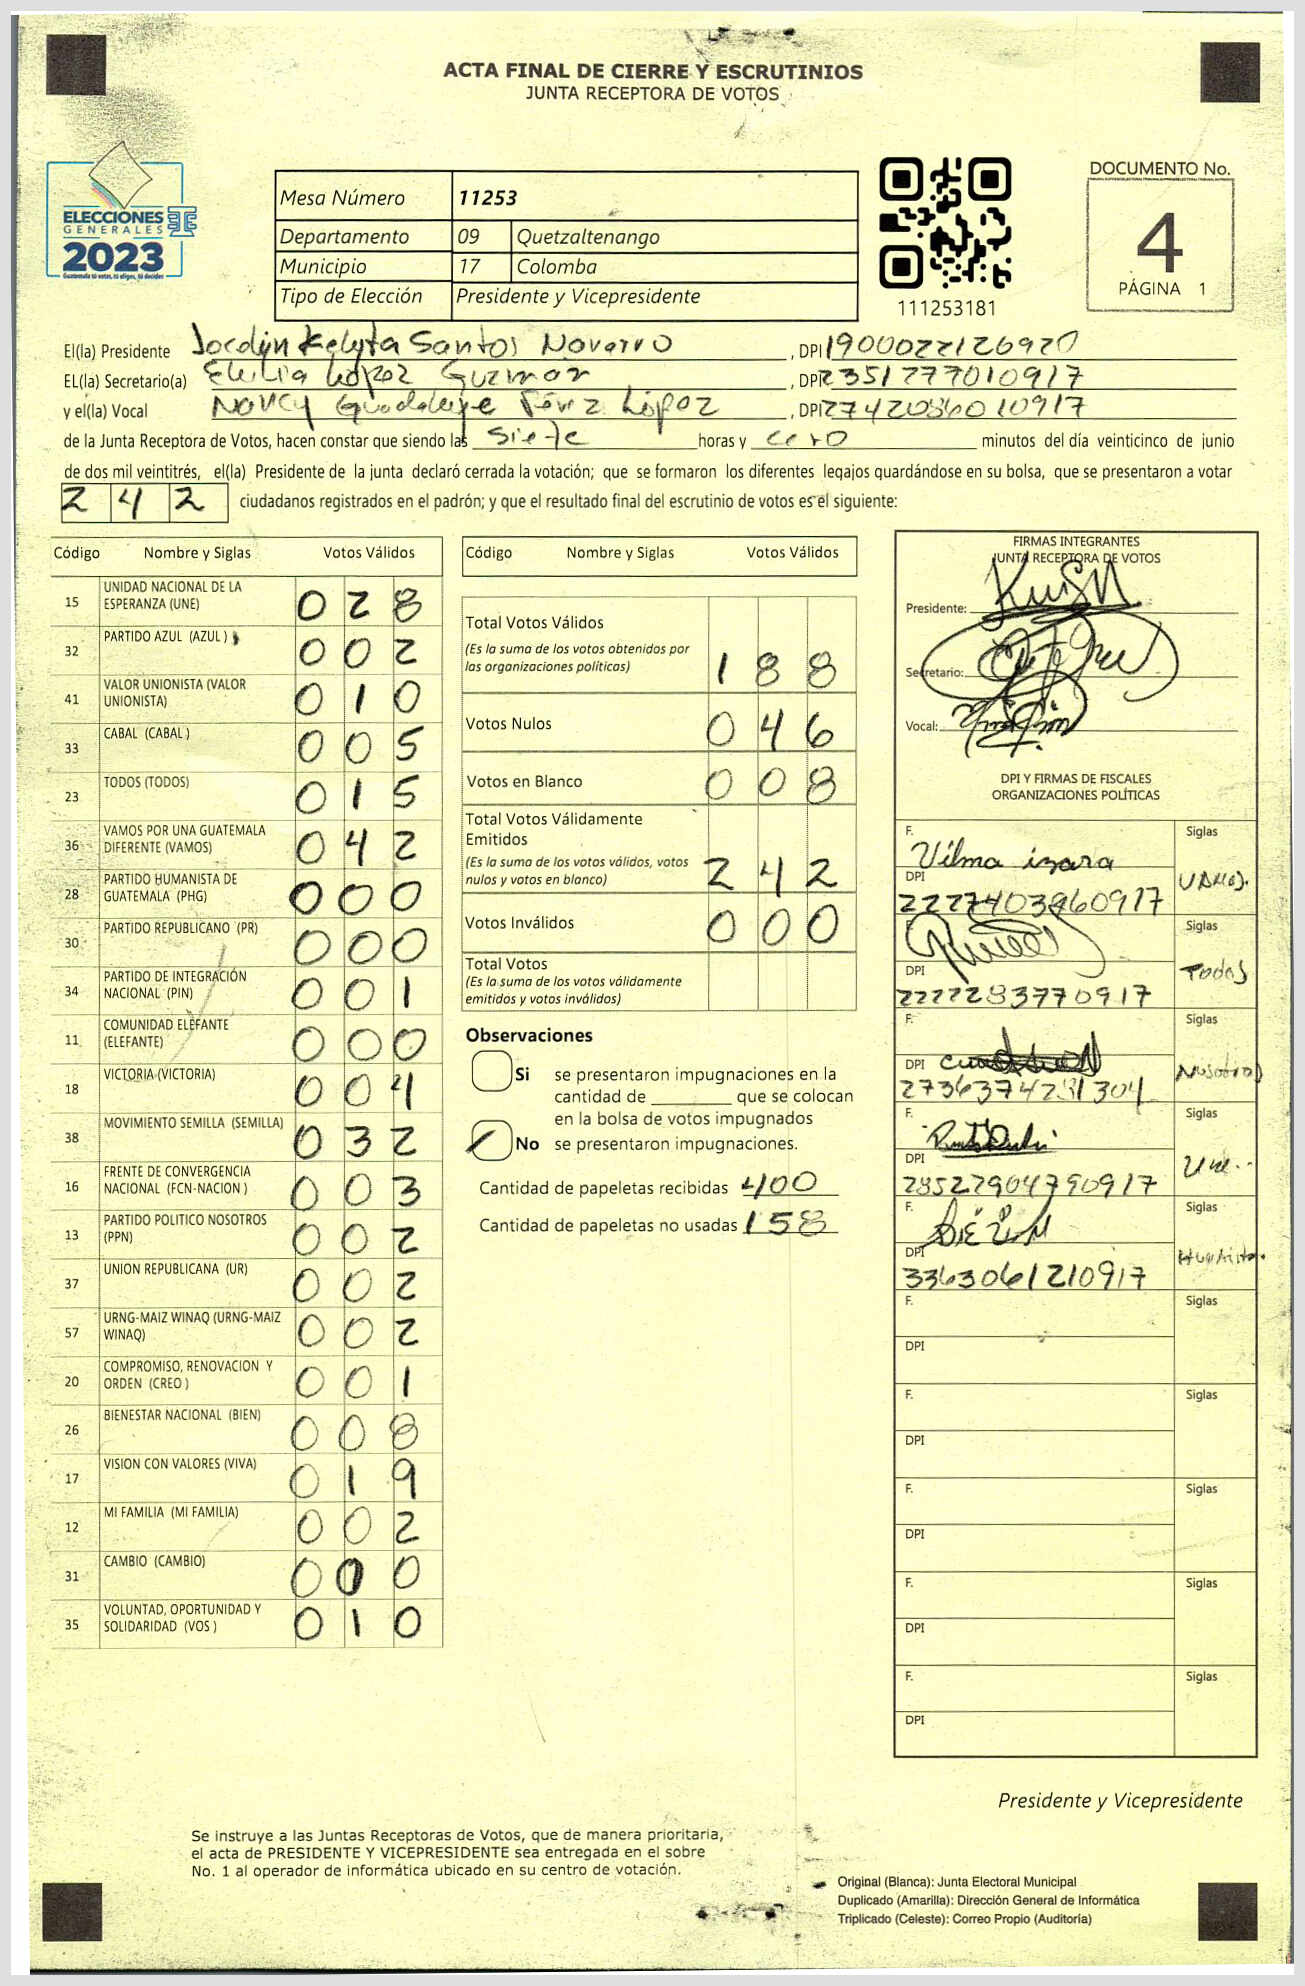 ACTA FINAL DE CIERRE Y ESCRUTINIOS
JUNTA RECEPTORA DE VOTOS
ELECCIONES
GENERALES
2023
Guatemala tú votas, tú eliges, tú decides
Mesa Número 11253
Departamento 09 Quetzaltenango
Municipio 17 Colomba
Tipo de Elección Presidente y Vicepresidente
111253181
DOCUMENTO No.
4
PÁGINA 1
El(la) Presidente Santos Navarro , DPI 1900022126920
EL(la) Secretario(a) López Guzman , DPI 2351777010917
y el(la) Vocal Nancy Guadalupe Pérez López , DPI 2742086010917
de la Junta Receptora de Votos, hacen constar que siendo las siete horas y cero minutos del día veinticinco de junio
de dos mil veintitrés, el(la) Presidente de la junta declaró cerrada la votación; que se formaron los diferentes legajos quardándose en su bolsa, que se presentaron a votar
2 4 2 ciudadanos registrados en el padrón; y que el resultado final del escrutinio de votos es el siguiente:
Código Nombre y Siglas Votos Válidos
15 UNIDAD NACIONAL DE LA ESPERANZA (UNE) 0 2 8
32 PARTIDO AZUL (AZUL ) 0 0 2
41 VALOR UNIONISTA (VALOR UNIONISTA) 0 1 0
33 CABAL (CABAL ) 0 0 5
23 TODOS (TODOS) 0 1 5
36 VAMOS POR UNA GUATEMALA DIFERENTE (VAMOS) 0 4 2
28 PARTIDO HUMANISTA DE GUATEMALA (PHG) 0 0 0
30 PARTIDO REPUBLICANO (PR) 0 0 0
34 PARTIDO DE INTEGRACIÓN NACIONAL (PIN) 0 0 1
11 COMUNIDAD ELEFANTE (ELEFANTE) 0 0 0
18 VICTORIA (VICTORIA) 0 0 4
38 MOVIMIENTO SEMILLA (SEMILLA) 0 3 2
16 FRENTE DE CONVERGENCIA NACIONAL (FCN-NACION ) 0 0 3
13 PARTIDO POLITICO NOSOTROS (PPN) 0 0 2
37 UNION REPUBLICANA (UR) 0 0 2
57 URNG-MAIZ WINAQ (URNG-MAIZ WINAQ) 0 0 2
20 COMPROMISO, RENOVACION Y ORDEN (CREO ) 0 0 1
26 BIENESTAR NACIONAL (BIEN) 0 0 8
17 VISION CON VALORES (VIVA) 0 1 9
12 MI FAMILIA (MI FAMILIA) 0 0 2
31 CAMBIO (CAMBIO) 0 0 0
35 VOLUNTAD, OPORTUNIDAD Y SOLIDARIDAD (VOS ) 0 1 0
Código Nombre y Siglas Votos Válidos
Total Votos Válidos
(Es la suma de los votos obtenidos por
las organizaciones políticas) 1 8 8
Votos Nulos 0 4 6
Votos en Blanco 0 0 8
Total Votos Válidamente
Emitidos
(Es la suma de los votos válidos, votos
nulos y votos en blanco) 2 4 2
Votos Inválidos 0 0 0
Total Votos
(Es la suma de los votos válidamente
emitidos y votos inválidos)
Observaciones
Si se presentaron impugnaciones en la
cantidad de ________ que se colocan
en la bolsa de votos impugnados
No se presentaron impugnaciones.
Cantidad de papeletas recibidas 400
Cantidad de papeletas no usadas 158
FIRMAS INTEGRANTES
JUNTA RECEPTORA DE VOTOS
Presidente:
Secretario:
Vocal:
DPI Y FIRMAS DE FISCALES
ORGANIZACIONES POLÍTICAS
F. Vilma Siglas
DPI VAMOS.
F. Siglas
DPI Todos
2222283770917
F. Siglas
DPI Nosotros
F. Siglas
DPI Une
2852790479 0917
F. Siglas
DPI Humanista
3363061210917
F. Siglas
DPI
F. Siglas
DPI
F. Siglas
DPI
F. Siglas
DPI
F. Siglas
DPI
Presidente y Vicepresidente
Se instruye a las Juntas Receptoras de Votos, que de manera prioritaria,
el acta de PRESIDENTE Y VICEPRESIDENTE sea entregada en el sobre
No. 1 al operador de informática ubicado en su centro de votación.
Original (Blanca): Junta Electoral Municipal
Duplicado (Amarilla): Dirección General de Informática
Triplicado (Celeste): Correo Propio (Auditoría)